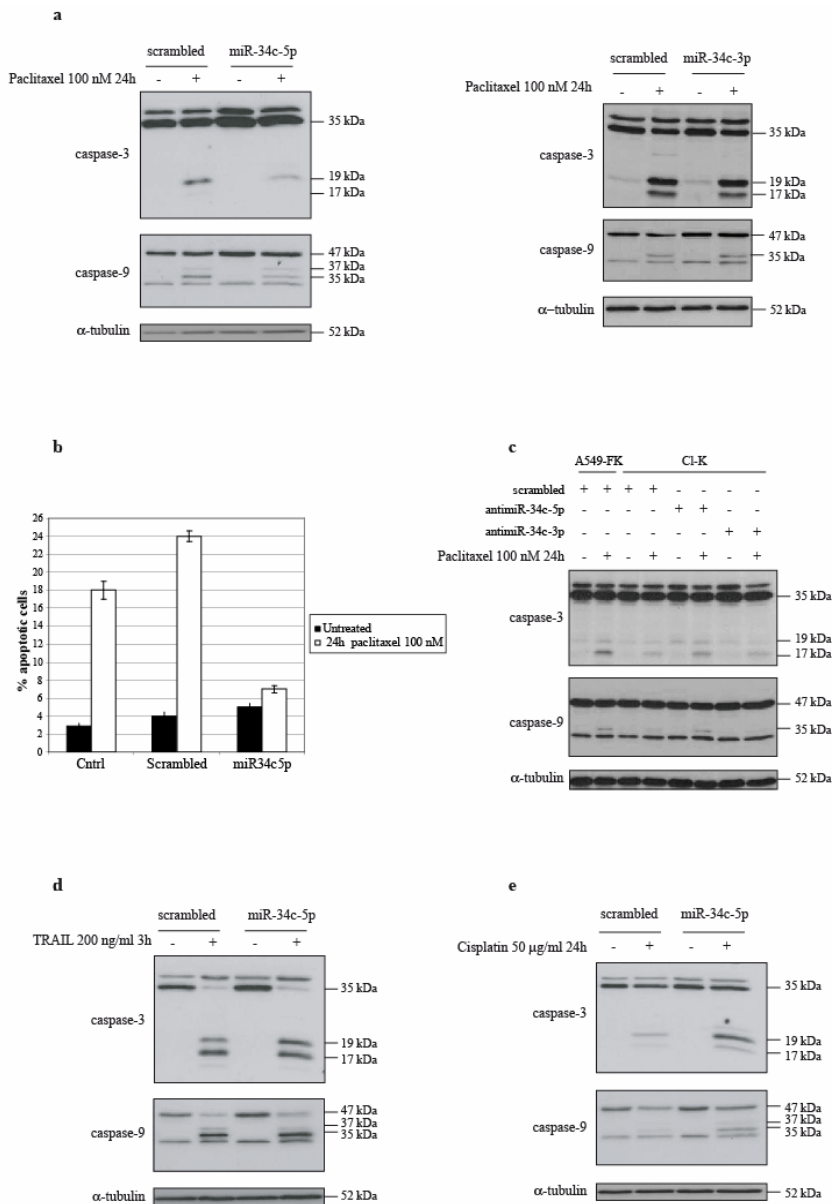 a
scrambled miR-34c-5p
Paclitaxel 100 nM 24h - + - +
35 kDa
caspase-3
19 kDa
17 kDa
47 kDa
caspase-9
37 kDa
35 kDa
α-tubulin
52 kDa
scrambled miR-34c-3p
Paclitaxel 100 nM 24h - + - +
35 kDa
caspase-3
19 kDa
17 kDa
47 kDa
caspase-9
35 kDa
α-tubulin
52 kDa
b
% apoptotic cells
26
24
22
20
18
16
14
12
10
8
6
4
2
0
Cntrl Scrambled miR34c5p
Untreated
24h paclitaxel 100 nM
c
A549-FK Cl-K
scrambled + + + + - - - -
antimiR-34c-5p - - - - + + - -
antimiR-34c-3p - - - - - - + +
Paclitaxel 100 nM 24h - + - + - + - +
35 kDa
caspase-3
19 kDa
17 kDa
47 kDa
caspase-9
35 kDa
α-tubulin
52 kDa
d
scrambled miR-34c-5p
TRAIL 200 ng/ml 3h - + - +
35 kDa
caspase-3
19 kDa
17 kDa
47 kDa
37 kDa
caspase-9
35 kDa
α-tubulin
52 kDa
e
scrambled miR-34c-5p
Cisplatin 50 μg/ml 24h - + - +
35 kDa
caspase-3
19 kDa
17 kDa
47 kDa
37 kDa
caspase-9
35 kDa
α-tubulin
52 kDa